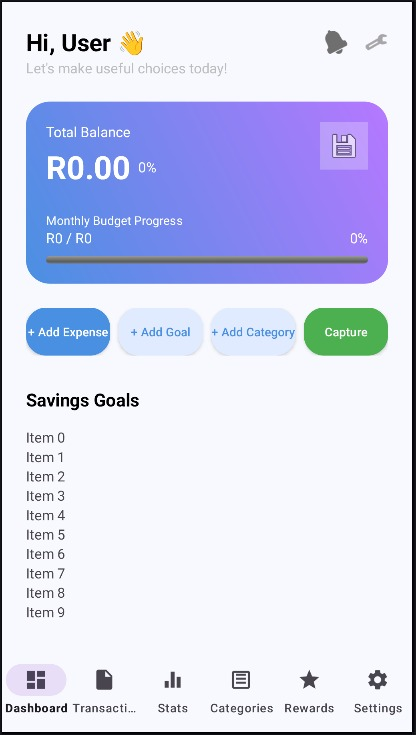 Hi, User 👋
Let's make useful choices today!
Total Balance
R0.00 0%
Monthly Budget Progress
R0 / R0 0%
+ Add Expense + Add Goal + Add Category Capture
Savings Goals
Item 0
Item 1
Item 2
Item 3
Item 4
Item 5
Item 6
Item 7
Item 8
Item 9
Dashboard Transacti... Stats Categories Rewards Settings